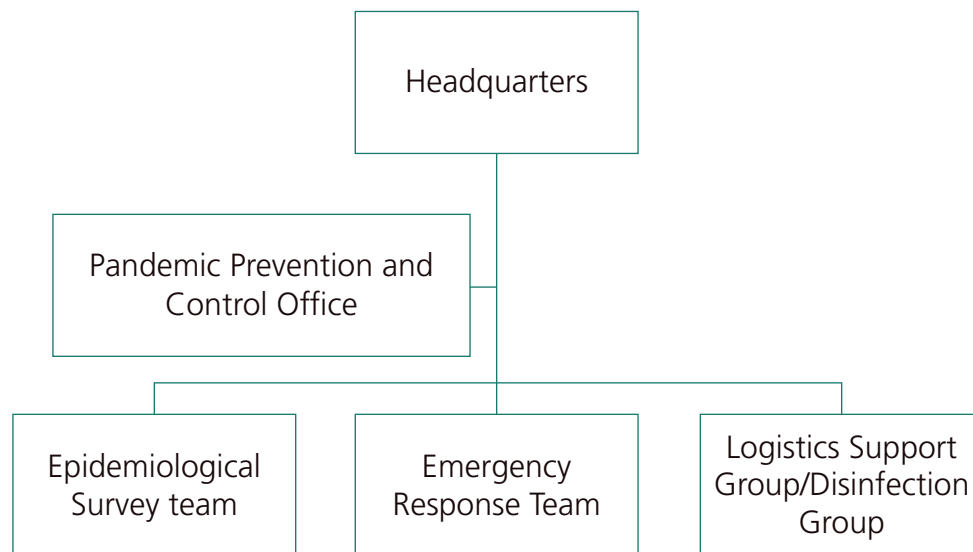 Headquarters
Pandemic Prevention and
Control Office
Epidemiological
Survey team
Emergency
Response Team
Logistics Support
Group/Disinfection
Group